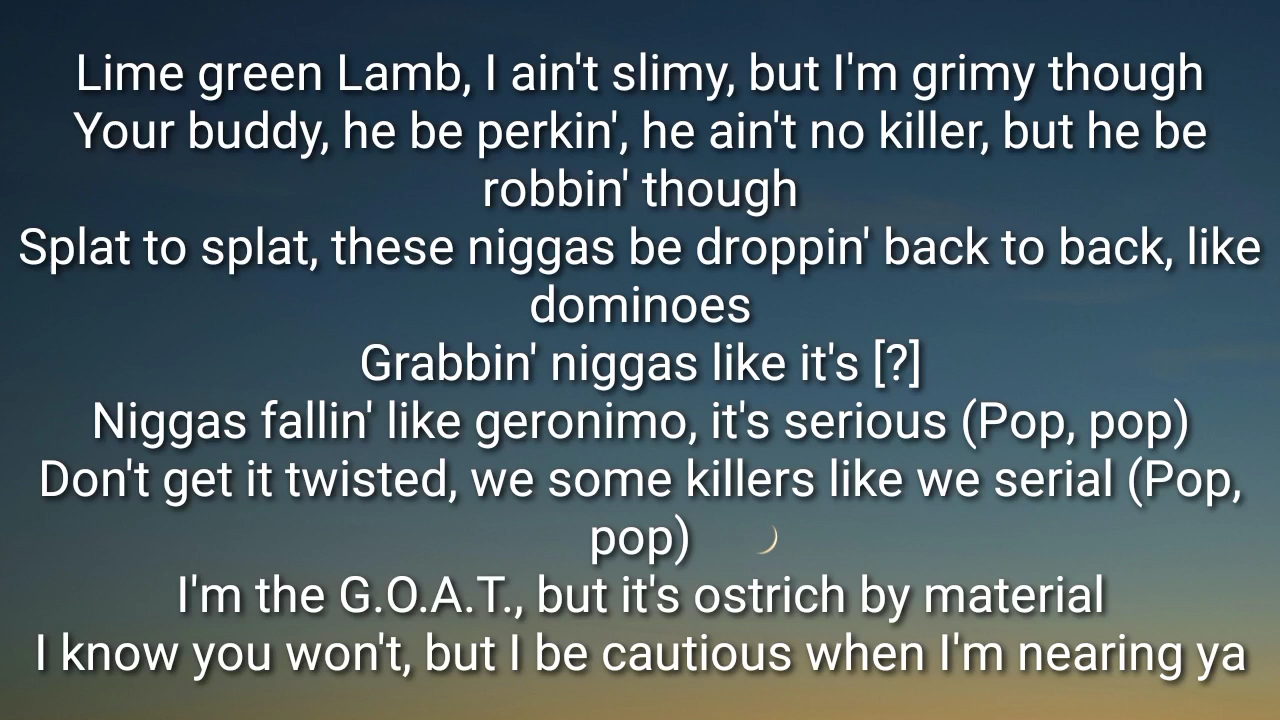 Lime green Lamb, I ain't slimy, but I'm grimy though
Your buddy, he be perkin', he ain't no killer, but he be
robbin' though
Splat to splat, these niggas be droppin' back to back, like
dominoes
Grabbin' niggas like it's [?]
Niggas fallin' like geronimo, it's serious (Pop, pop)
Don't get it twisted, we some killers like we serial (Pop,
pop)
I'm the G.O.A.T., but it's ostrich by material
I know you won't, but I be cautious when I'm nearing ya